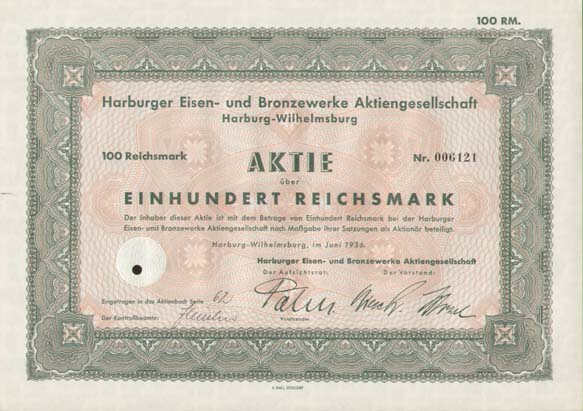 100 RM.
Harburger Eisen- und Bronzewerke Aktiengesellschaft
Harburg-Wilhelmsburg
100 Reichsmark
AKTIE
Nr. 006121
über
EINHUNDERT REICHSMARK
Der Inhaber dieser Aktie ist mit dem Betrage von Einhundert Reichsmark bei der Harburger
Eisen- und Bronzewerke Aktiengesellschaft nach Maßgabe ihrer Satzungen als Aktionär beteiligt.
Harburg-Wilhelmsburg, im Juni 1936.
Harburger Eisen- und Bronzewerke Aktiengesellschaft
Der Aufsichtsrat:
Der Vorstand:
Eingetragen in das Aktienbuch Seite 62
Der Kontrollbeamte:
Vorsitzender.